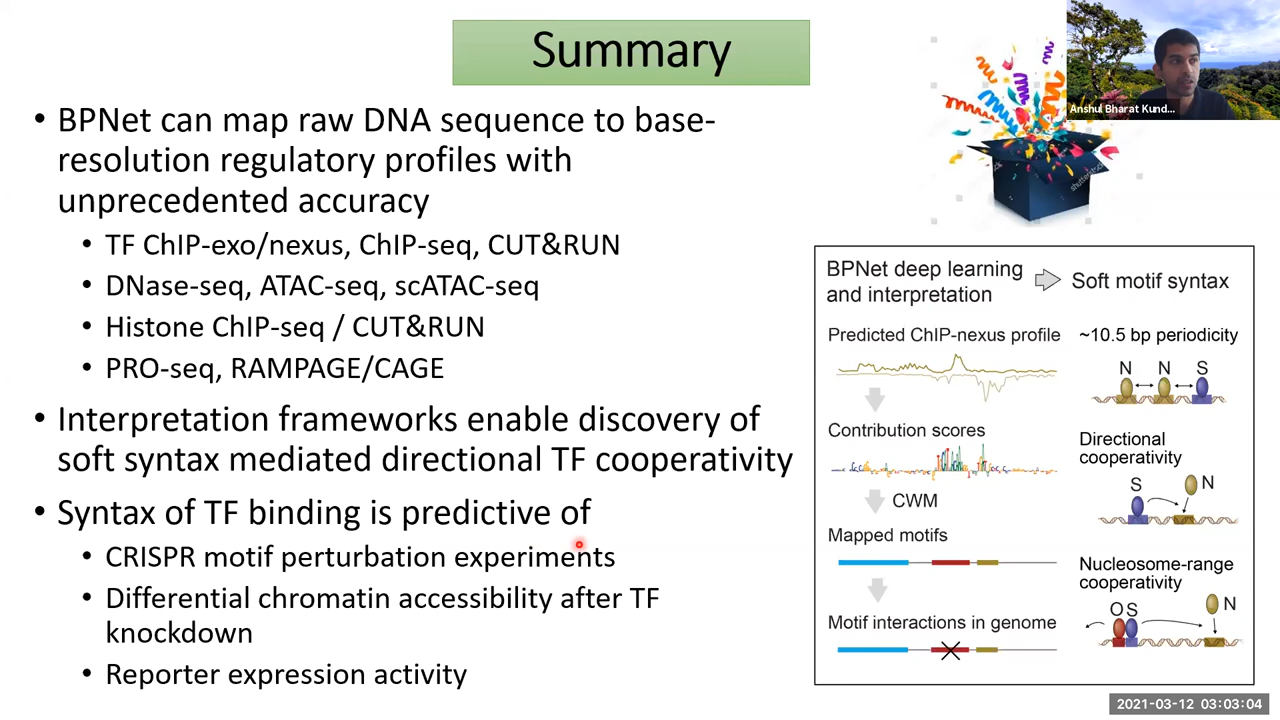 Summary
Anshul Bharat Kund...
• BPNet can map raw DNA sequence to base-
resolution regulatory profiles with
unprecedented accuracy
• TF ChIP-exo/nexus, ChIP-seq, CUT&RUN
• DNase-seq, ATAC-seq, scATAC-seq
• Histone ChIP-seq / CUT&RUN
• PRO-seq, RAMPAGE/CAGE
• Interpretation frameworks enable discovery of
soft syntax mediated directional TF cooperativity
• Syntax of TF binding is predictive of
• CRISPR motif perturbation experiments
• Differential chromatin accessibility after TF
knockdown
• Reporter expression activity
BPNet deep learning
and interpretation
Soft motif syntax
Predicted ChIP-nexus profile
Contribution scores
CWM
Mapped motifs
Motif interactions in genome
~10.5 bp periodicity
N N S
Directional
cooperativity
S N
Nucleosome-range
cooperativity
O S N
2021-03-12 03:03:04